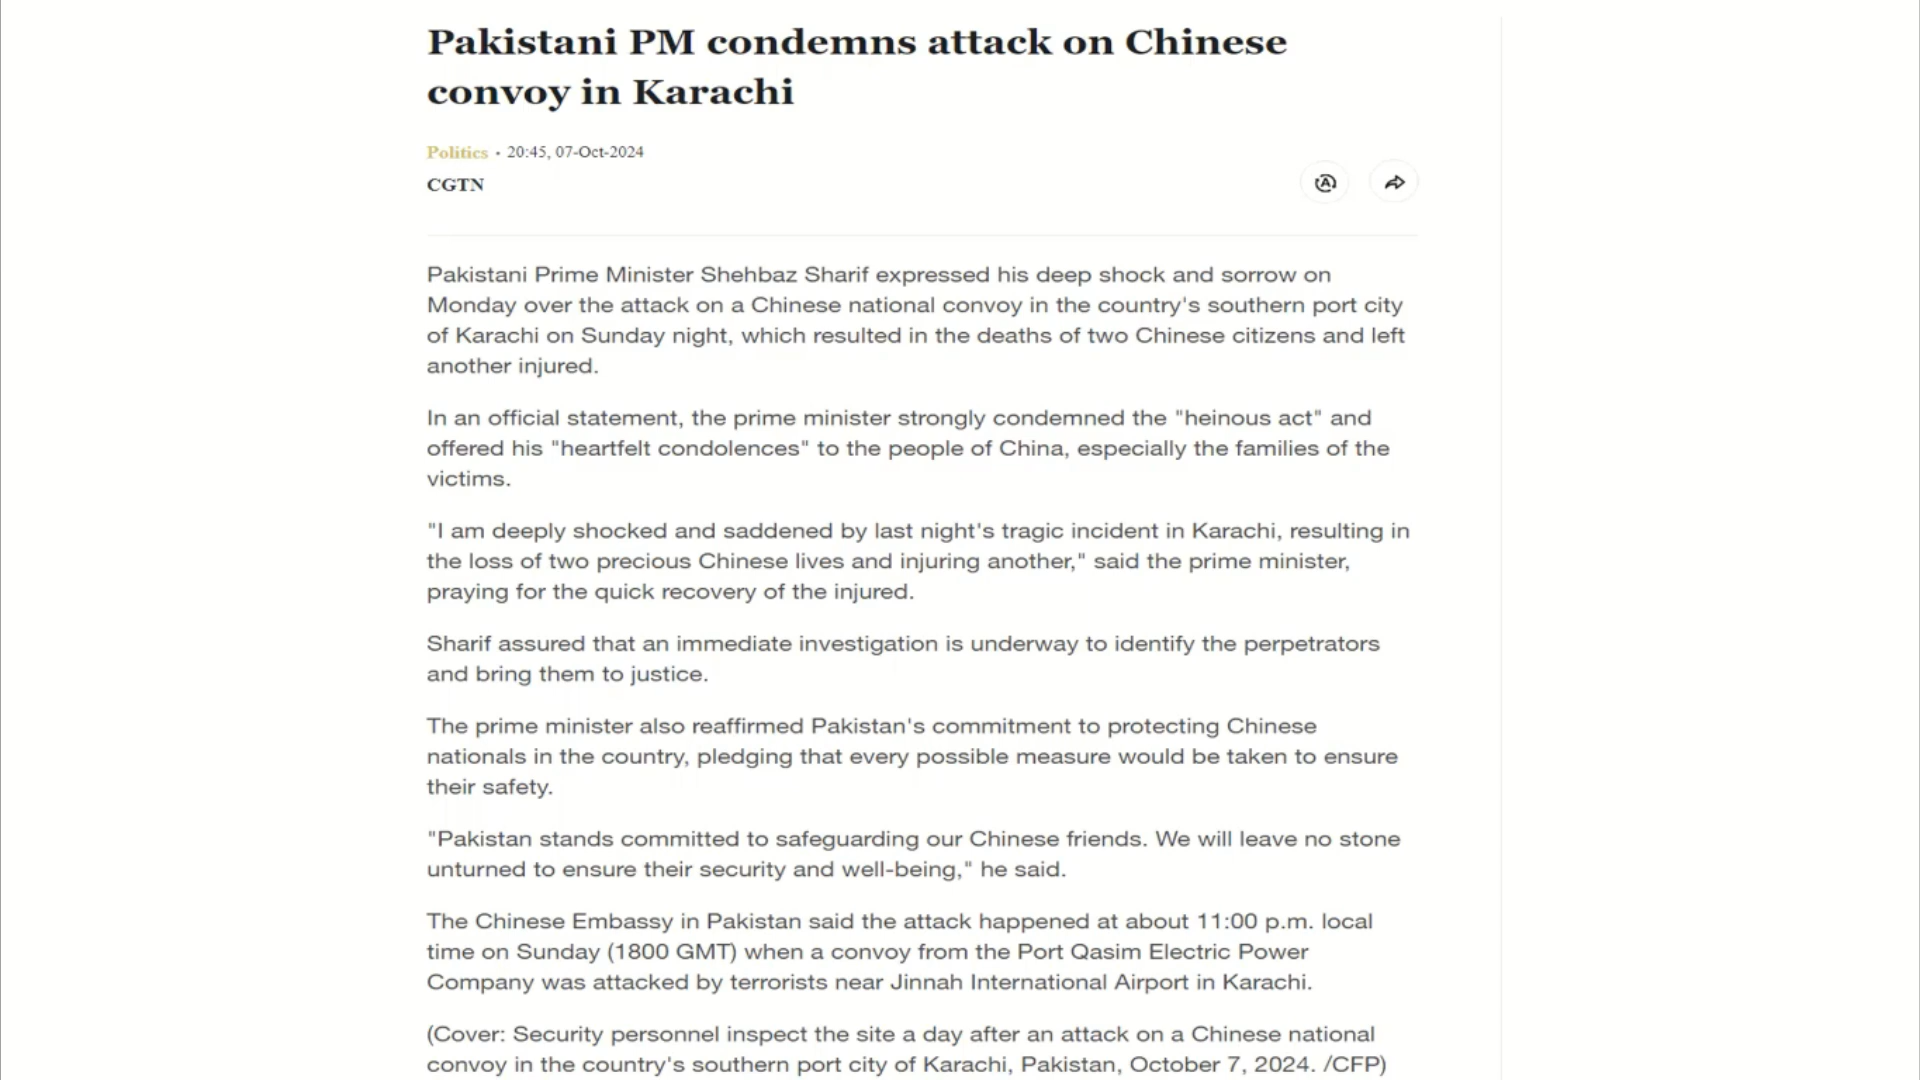 Pakistani PM condemns attack on Chinese
convoy in Karachi
Politics • 20:45, 07-Oct-2024
CGTN
Pakistani Prime Minister Shehbaz Sharif expressed his deep shock and sorrow on
Monday over the attack on a Chinese national convoy in the country's southern port city
of Karachi on Sunday night, which resulted in the deaths of two Chinese citizens and left
another injured.
In an official statement, the prime minister strongly condemned the "heinous act" and
offered his "heartfelt condolences" to the people of China, especially the families of the
victims.
"I am deeply shocked and saddened by last night's tragic incident in Karachi, resulting in
the loss of two precious Chinese lives and injuring another," said the prime minister,
praying for the quick recovery of the injured.
Sharif assured that an immediate investigation is underway to identify the perpetrators
and bring them to justice.
The prime minister also reaffirmed Pakistan's commitment to protecting Chinese
nationals in the country, pledging that every possible measure would be taken to ensure
their safety.
"Pakistan stands committed to safeguarding our Chinese friends. We will leave no stone
unturned to ensure their security and well-being," he said.
The Chinese Embassy in Pakistan said the attack happened at about 11:00 p.m. local
time on Sunday (1800 GMT) when a convoy from the Port Qasim Electric Power
Company was attacked by terrorists near Jinnah International Airport in Karachi.
(Cover: Security personnel inspect the site a day after an attack on a Chinese national
convoy in the country's southern port city of Karachi, Pakistan, October 7, 2024. /CFP)